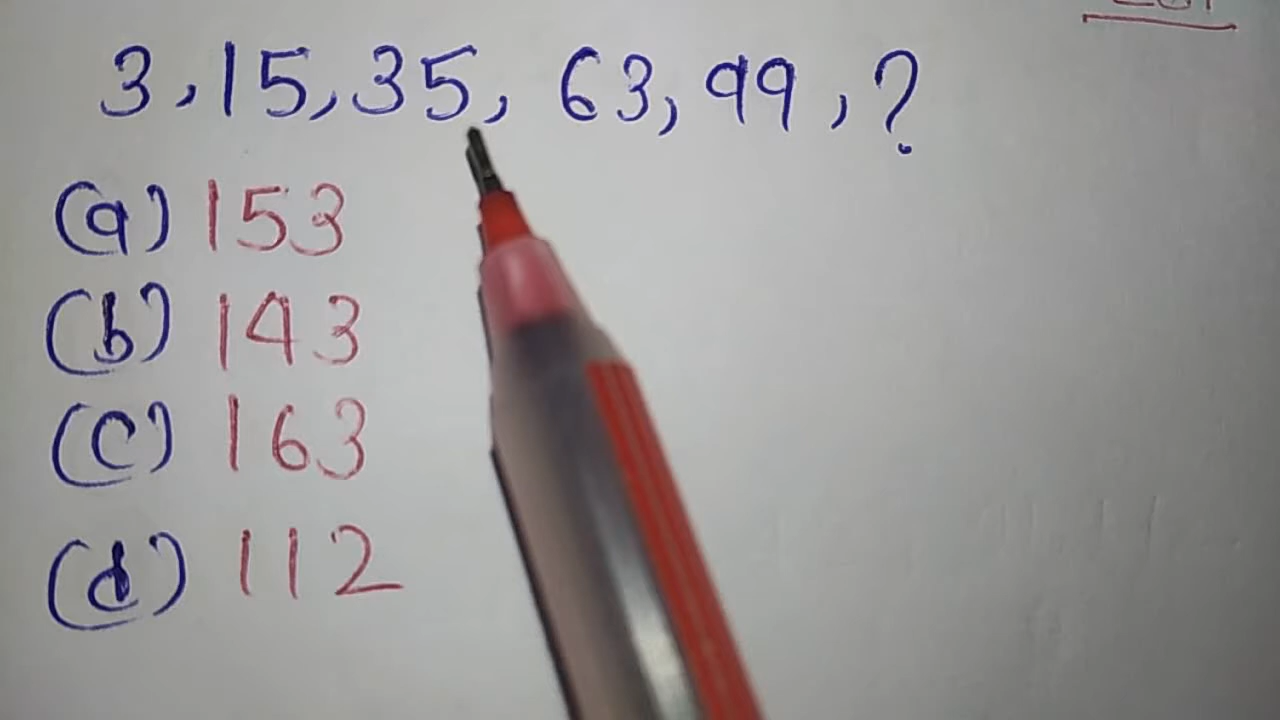 3, 15, 35, 63, 99, ?
(a) 153
(b) 143
(c) 163
(d) 112